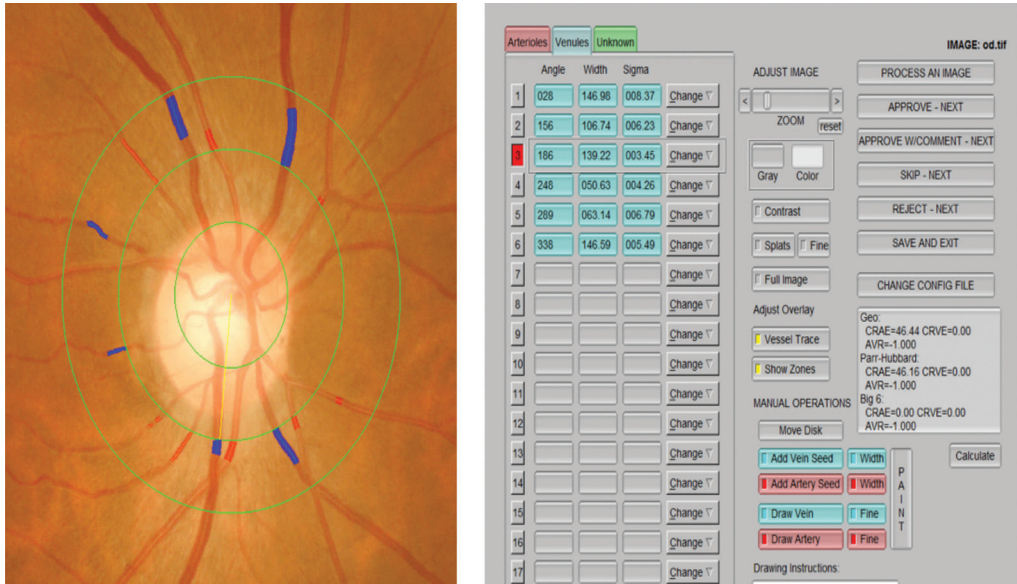 Arterioles Venules Unknown
IMAGE: od.tif
Angle Width Sigma
1 028 146.98 008.37 Change
2 156 106.74 006.23 Change
3 186 139.22 003.45 Change
4 248 050.63 004.26 Change
5 289 063.14 006.79 Change
6 338 146.59 005.49 Change
7 Change
8 Change
9 Change
10 Change
11 Change
12 Change
13 Change
14 Change
15 Change
16 Change
17 Change
ADJUST IMAGE
< >
ZOOM reset
Gray Color
Contrast
Splats Fine
Full Image
Adjust Overlay
Vessel Trace
Show Zones
MANUAL OPERATIONS
Move Disk
Add Vein Seed Width
Add Artery Seed Width
Draw Vein Fine
Draw Artery Fine
PAINT
Drawing Instructions:
PROCESS AN IMAGE
APPROVE - NEXT
APPROVE W/COMMENT - NEXT
SKIP - NEXT
REJECT - NEXT
SAVE AND EXIT
CHANGE CONFIG FILE
Geo:
CRAE=46.44 CRVE=0.00
AVR=-1.000
Parr-Hubbard:
CRAE=46.16 CRVE=0.00
AVR=-1.000
Big 6:
CRAE=0.00 CRVE=0.00
AVR=-1.000
Calculate